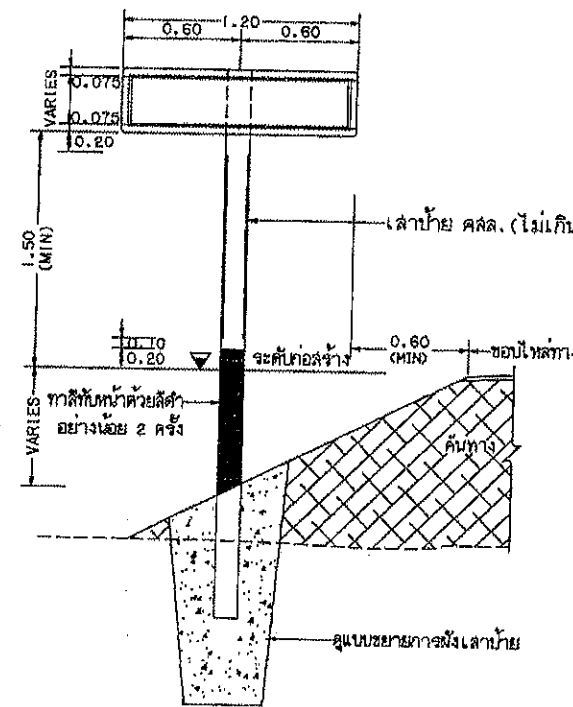 1.20
0.60 0.60
VARIES
0.075
0.075
0.20
1.50
(MIN)
เสาป้าย คสล. (ไม่เกิน
0.10
0.20
ระดับก่อสร้าง
0.60
(MIN)
ขอบไหล่ทาง
VARIES
ทาสีทับหน้าด้วยสีดำ
อย่างน้อย 2 ครั้ง
คันทาง
ดูแบบขยายการฝังเสาป้าย